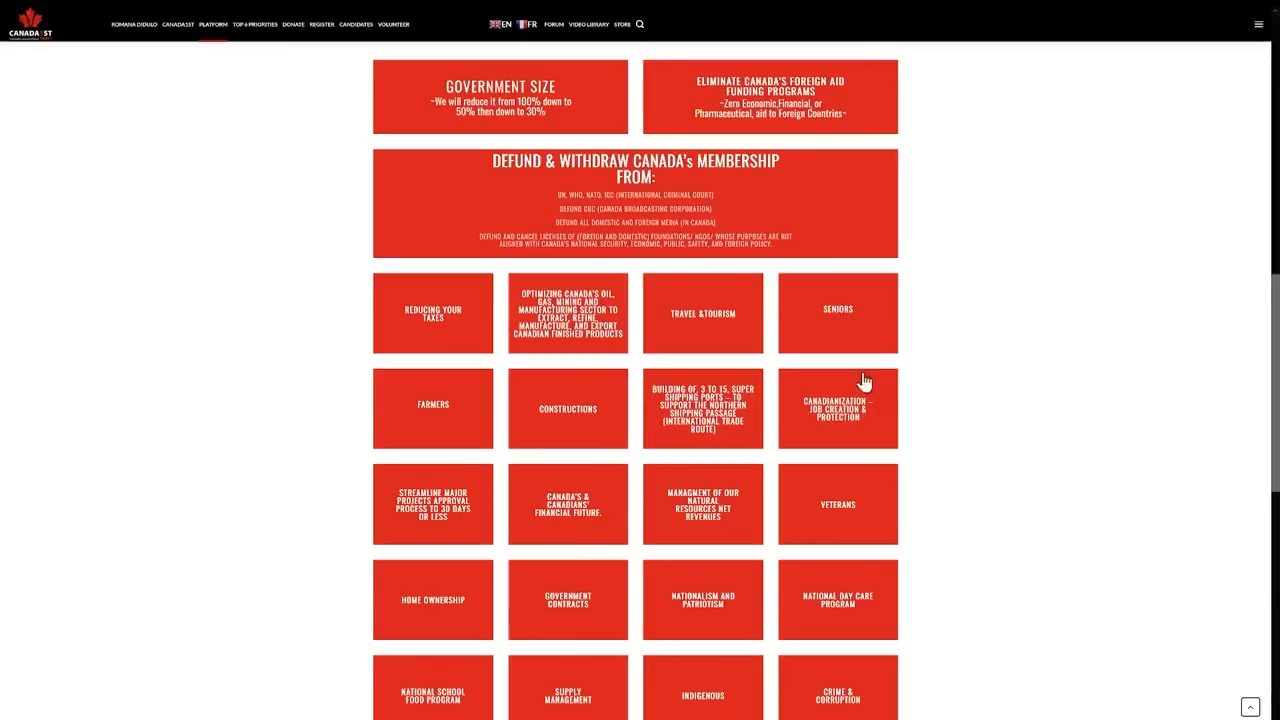 CANADA1ST
ROMANA DIDULO
CANADA1ST
PLATFORM
TOP 6 PRIORITIES
DONATE
REGISTER
CANDIDATES
VOLUNTEER
EN
FR
FORUM
VIDEO LIBRARY
STORE
GOVERNMENT SIZE
~We will reduce it from 100% down to
50% then down to 30%
ELIMINATE CANADA'S FOREIGN AID
FUNDING PROGRAMS
~Zero Economic,Financial, or
Pharmaceutical, aid to Foreign Countries~
DEFUND & WITHDRAW CANADA's MEMBERSHIP
FROM:
UN, WHO, NATO, ICC (INTERNATIONAL CRIMINAL COURT)
DEFUND CBC (CANADA BROADCASTING CORPORATION)
DEFUND ALL DOMESTIC AND FOREIGN MEDIA (IN CANADA)
DEFUND AND CANCEL LICENSES OF (FOREIGN AND DOMESTIC) FOUNDATIONS/ NGOS/ WHOSE PURPOSES ARE NOT
ALIGNED WITH CANADA'S NATIONAL SECURITY, ECONOMIC, PUBLIC, SAFETY, AND FOREIGN POLICY.
REDUCING YOUR
TAXES
OPTIMIZING CANADA'S OIL,
GAS, MINING AND
MANUFACTURING SECTOR TO
EXTRACT, REFINE,
MANUFACTURE, AND EXPORT
CANADIAN FINISHED PRODUCTS
TRAVEL &TOURISM
SENIORS
FARMERS
CONSTRUCTIONS
BUILDING OF, 3 TO 15, SUPER
SHIPPING PORTS – TO
SUPPORT THE NORTHERN
SHIPPING PASSAGE
(INTERNATIONAL TRADE
ROUTE)
CANADIANIZATION –
JOB CREATION &
PROTECTION
STREAMLINE MAJOR
PROJECTS APPROVAL
PROCESS TO 30 DAYS
OR LESS
CANADA'S &
CANADIANS'
FINANCIAL FUTURE.
MANAGMENT OF OUR
NATURAL
RESOURCES NET
REVENUES
VETERANS
HOME OWNERSHIP
GOVERNMENT
CONTRACTS
NATIONALISM AND
PATRIOTISM
NATIONAL DAY CARE
PROGRAM
NATIONAL SCHOOL
FOOD PROGRAM
SUPPLY
MANAGEMENT
INDIGENOUS
CRIME &
CORRUPTION